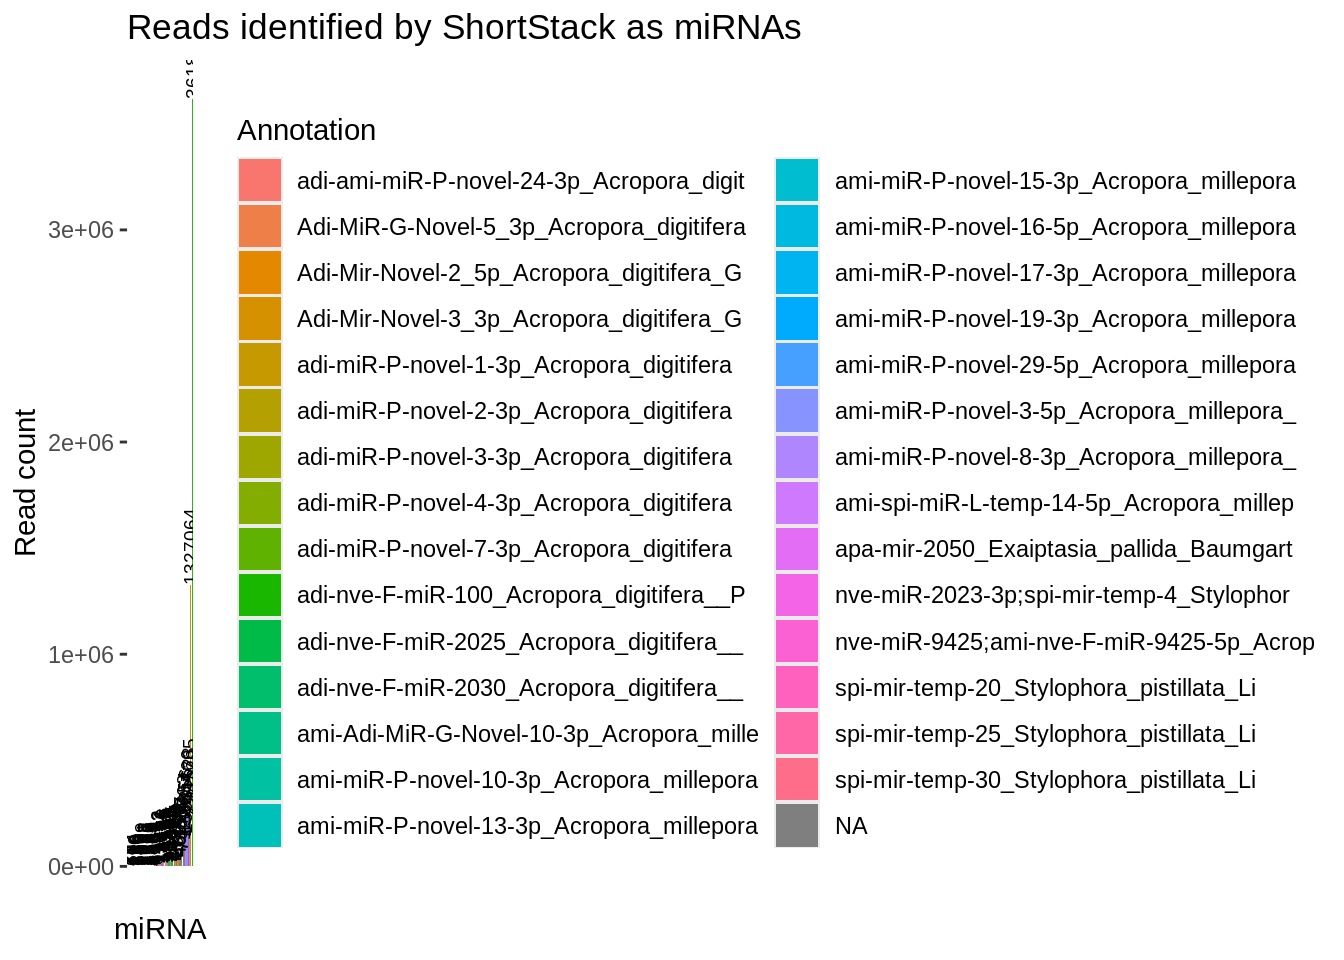 Reads identified by ShortStack as miRNAs
Annotation
adi-ami-miR-P-novel-24-3p_Acropora_digit
Adi-MiR-G-Novel-5_3p_Acropora_digitifera
Adi-Mir-Novel-2_5p_Acropora_digitifera_G
Adi-Mir-Novel-3_3p_Acropora_digitifera_G
adi-miR-P-novel-1-3p_Acropora_digitifera
adi-miR-P-novel-2-3p_Acropora_digitifera
adi-miR-P-novel-3-3p_Acropora_digitifera
adi-miR-P-novel-4-3p_Acropora_digitifera
adi-miR-P-novel-7-3p_Acropora_digitifera
adi-nve-F-miR-100_Acropora_digitifera__P
adi-nve-F-miR-2025_Acropora_digitifera__
adi-nve-F-miR-2030_Acropora_digitifera__
ami-Adi-MiR-G-Novel-10-3p_Acropora_mille
ami-miR-P-novel-10-3p_Acropora_millepora
ami-miR-P-novel-13-3p_Acropora_millepora
ami-miR-P-novel-15-3p_Acropora_millepora
ami-miR-P-novel-16-5p_Acropora_millepora
ami-miR-P-novel-17-3p_Acropora_millepora
ami-miR-P-novel-19-3p_Acropora_millepora
ami-miR-P-novel-29-5p_Acropora_millepora
ami-miR-P-novel-3-5p_Acropora_millepora_
ami-miR-P-novel-8-3p_Acropora_millepora_
ami-spi-miR-L-temp-14-5p_Acropora_millep
apa-mir-2050_Exaiptasia_pallida_Baumgart
nve-miR-2023-3p;spi-mir-temp-4_Stylophor
nve-miR-9425;ami-nve-F-miR-9425-5p_Acrop
spi-mir-temp-20_Stylophora_pistillata_Li
spi-mir-temp-25_Stylophora_pistillata_Li
spi-mir-temp-30_Stylophora_pistillata_Li
NA
Read count
3e+06
2e+06
1e+06
0e+00
1327064
miRNA